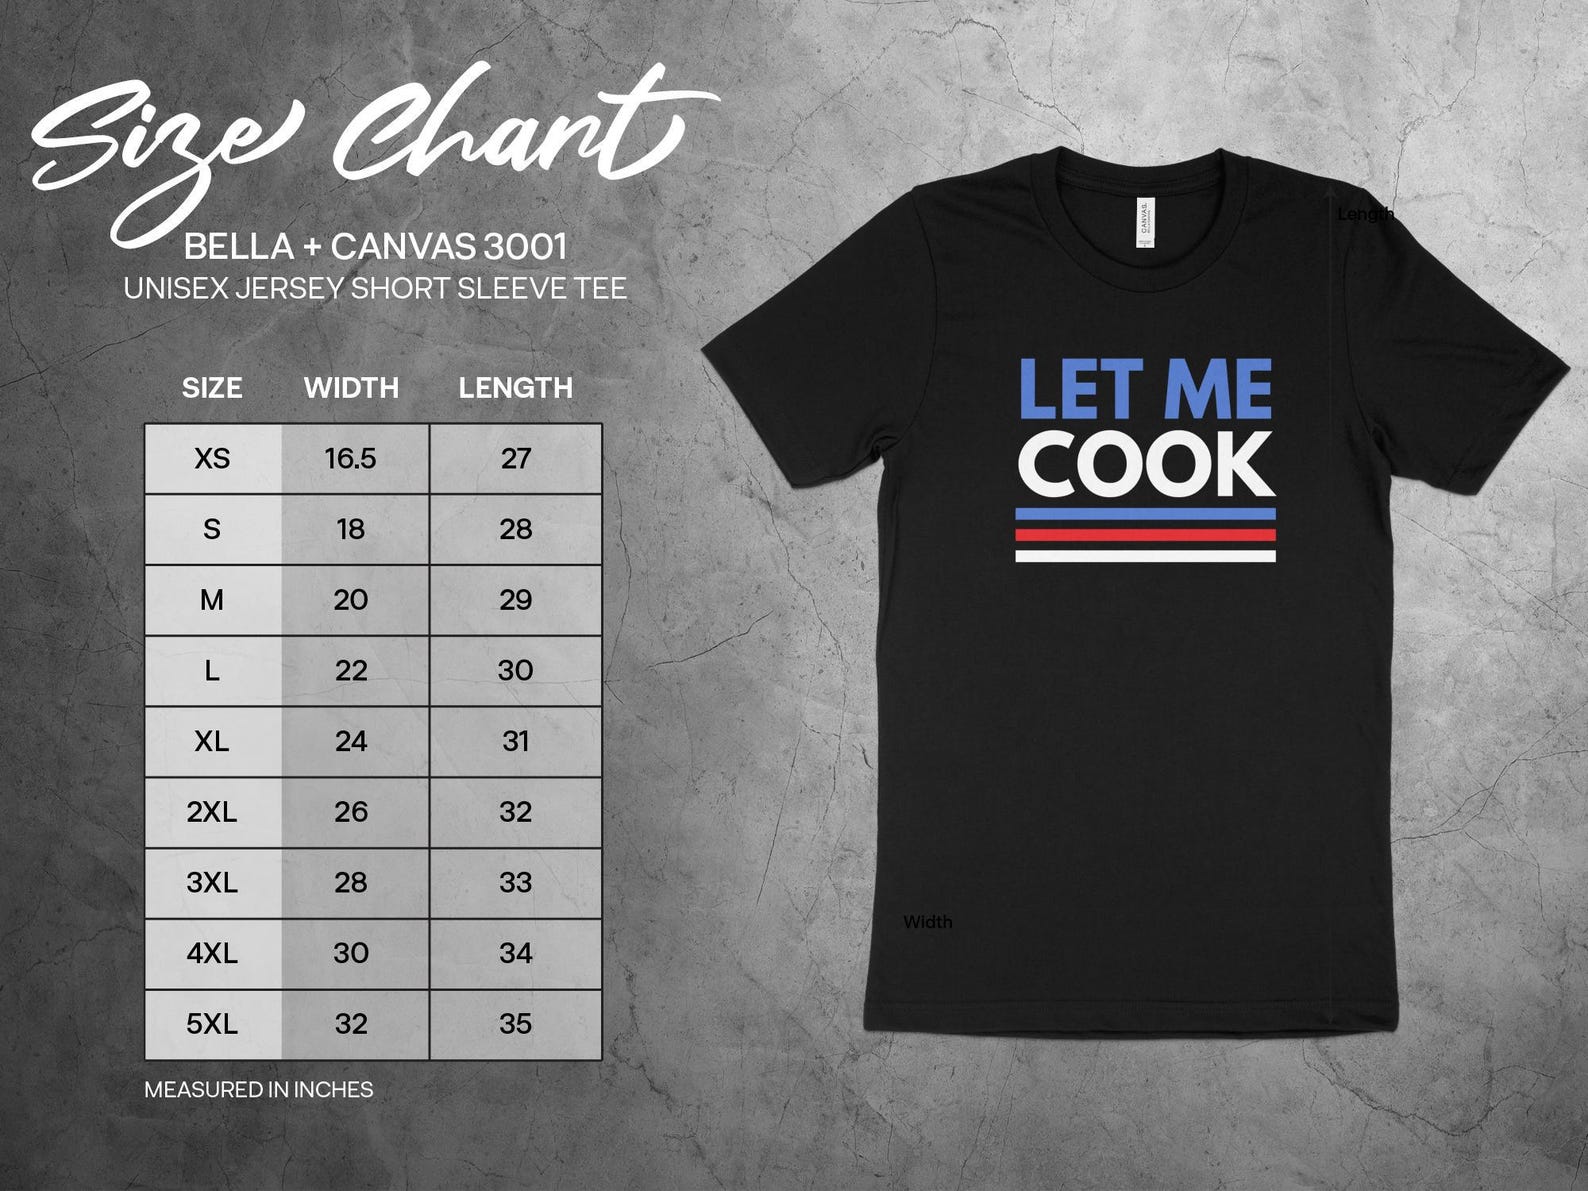 Size Chart
BELLA + CANVAS 3001
UNISEX JERSEY SHORT SLEEVE TEE
SIZE WIDTH LENGTH
XS 16.5 27
S 18 28
M 20 29
L 22 30
XL 24 31
2XL 26 32
3XL 28 33
4XL 30 34
5XL 32 35
MEASURED IN INCHES
CANVAS.
Length
LET ME
COOK
Width